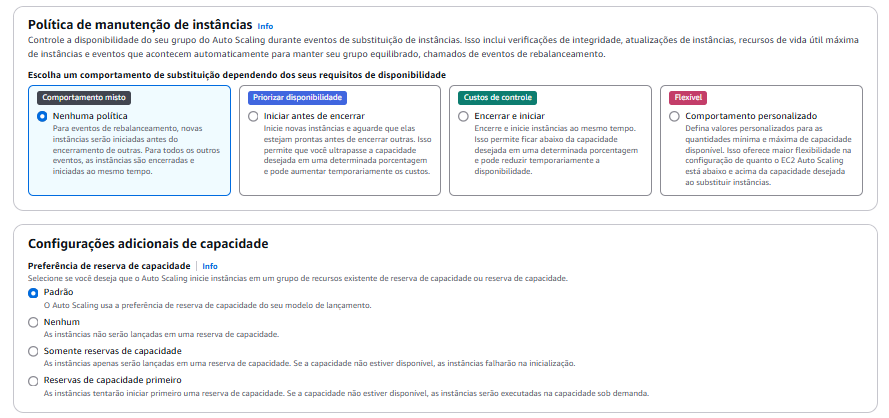 Política de manutenção de instâncias Info
Controle a disponibilidade do seu grupo do Auto Scaling durante eventos de substituição de instâncias. Isso inclui verificações de integridade, atualizações de instâncias, recursos de vida útil máxima
de instâncias e eventos que acontecem automaticamente para manter seu grupo equilibrado, chamados de eventos de rebalanceamento.
Escolha um comportamento de substituição dependendo dos seus requisitos de disponibilidade
Comportamento misto
Nenhuma política
Para eventos de rebalanceamento, novas
instâncias serão iniciadas antes do
encerramento de outras. Para todos os outros
eventos, as instâncias são encerradas e
iniciadas ao mesmo tempo.
Priorizar disponibilidade
Iniciar antes de encerrar
Inicie novas instâncias e aguarde que elas
estejam prontas antes de encerrar outras. Isso
permite que você ultrapasse a capacidade
desejada em uma determinada porcentagem
e pode aumentar temporariamente os custos.
Custos de controle
Encerrar e iniciar
Encerre e inicie instâncias ao mesmo tempo.
Isso permite ficar abaixo da capacidade
desejada em uma determinada porcentagem
e pode reduzir temporariamente a
disponibilidade.
Flexível
Comportamento personalizado
Defina valores personalizados para as
quantidades mínima e máxima de capacidade
disponível. Isso oferece maior flexibilidade na
configuração de quanto o EC2 Auto Scaling
está abaixo e acima da capacidade desejada
ao substituir instâncias.
Configurações adicionais de capacidade
Preferência de reserva de capacidade Info
Selecione se você deseja que o Auto Scaling inicie instâncias em um grupo de recursos existente de reserva de capacidade ou reserva de capacidade.
Padrão
O Auto Scaling usa a preferência de reserva de capacidade do seu modelo de lançamento.
Nenhum
As instâncias não serão lançadas em uma reserva de capacidade.
Somente reservas de capacidade
As instâncias apenas serão lançadas em uma reserva de capacidade. Se a capacidade não estiver disponível, as instâncias falharão na inicialização.
Reservas de capacidade primeiro
As instâncias tentarão iniciar primeiro uma reserva de capacidade. Se a capacidade não estiver disponível, as instâncias serão executadas na capacidade sob demanda.